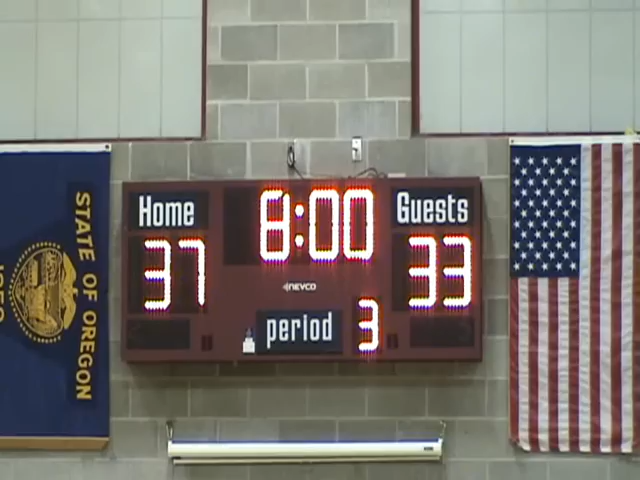 Home 8:00 Guests
37 33
NEVCO
period 3
STATE OF OREGON